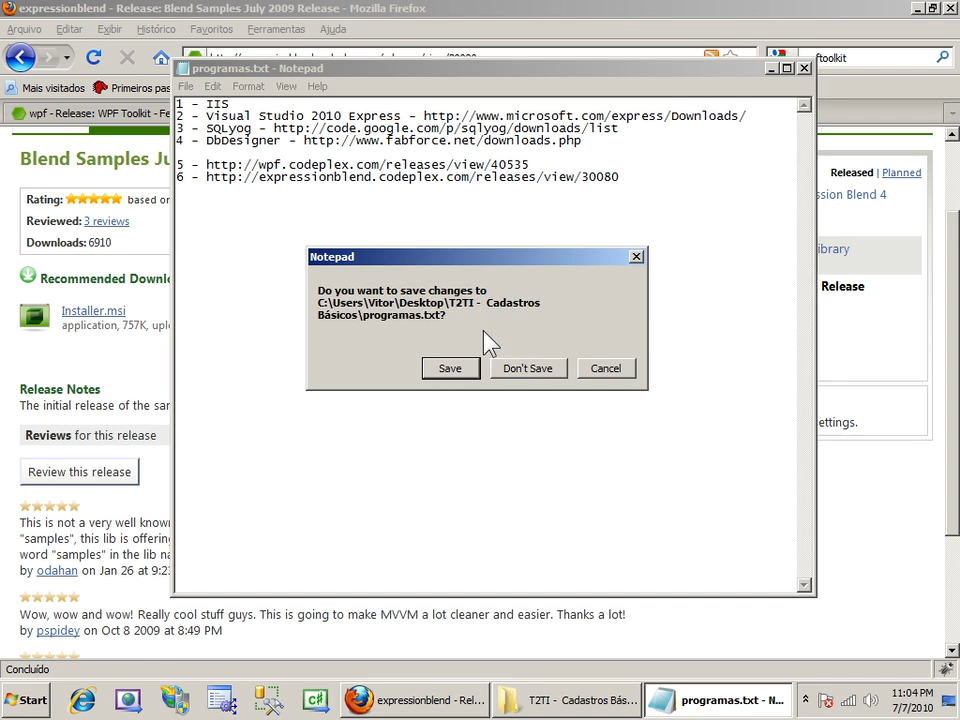 expressionblend - Release: Blend Samples July 2009 Release - Mozilla Firefox
Arquivo Editar Exibir Histórico Favoritos Ferramentas Ajuda
ftoolkit
Mais visitados Primeiros pas
wpf - Release: WPF Toolkit - Fe
programas.txt - Notepad
File Edit Format View Help
1 - IIS
2 - Visual Studio 2010 Express - http://www.microsoft.com/express/Downloads/
3 - SQLyog - http://code.google.com/p/sqlyog/downloads/list
4 - DbDesigner - http://www.fabforce.net/downloads.php
5 - http://wpf.codeplex.com/releases/view/40535
6 - http://expressionblend.codeplex.com/releases/view/30080
Blend Samples Ju
Released | Planned
ssion Blend 4
Rating: based on
Reviewed: 3 reviews
Downloads: 6910
ibrary
Release
Recommended Downlo
Installer.msi
application, 757K, uplo
Notepad
Do you want to save changes to
C:\Users\Vitor\Desktop\T2TI - Cadastros
Básicos\programas.txt?
Save Don't Save Cancel
Release Notes
The initial release of the sar
ettings.
Reviews for this release
Review this release
This is not a very well known
"samples", this lib is offering
word "samples" in the lib na
by odahan on Jan 26 at 9:23
Wow, wow and wow! Really cool stuff guys. This is going to make MVVM a lot cleaner and easier. Thanks a lot!
by pspidey on Oct 8 2009 at 8:49 PM
Concluído
Start expressionblend - Rel... T2TI - Cadastros Bás... programas.txt - N... 11:04 PM
7/7/2010